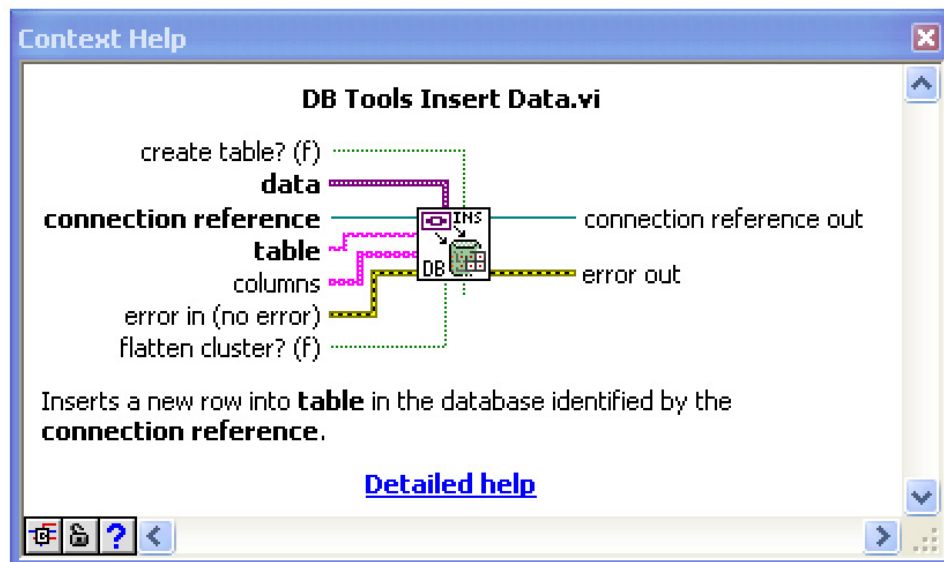 Context Help
DB Tools Insert Data.vi
create table? (f)
data
connection reference
table
columns
error in (no error)
flatten cluster? (f)
INS
DB
connection reference out
error out
Inserts a new row into table in the database identified by the
connection reference.
Detailed help
?